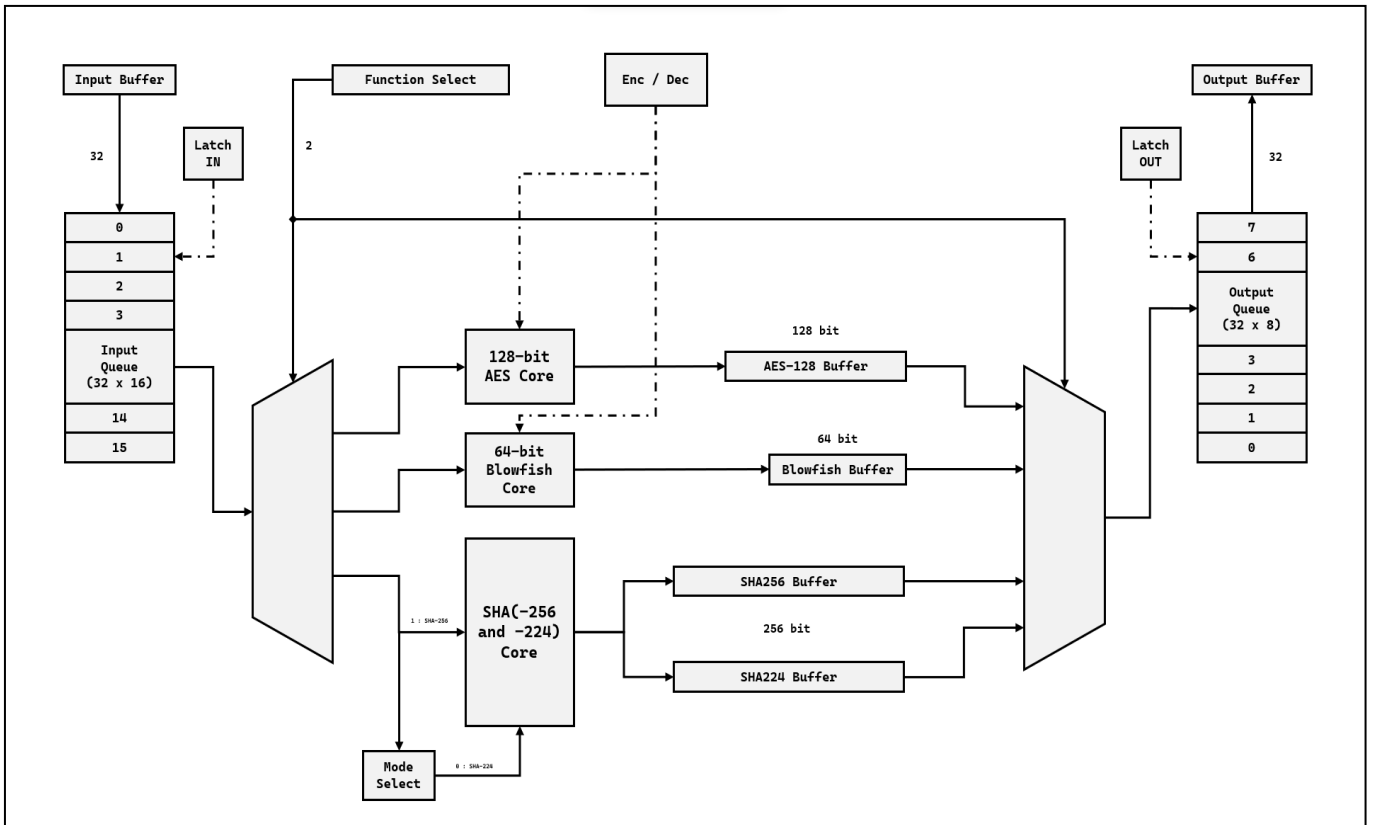 Input Buffer
Function Select
Enc / Dec
Output Buffer
32
Latch
IN
2
Latch
OUT
32
0
1
2
3
Input
Queue
(32 x 16)
14
15
7
6
Output
Queue
(32 x 8)
3
2
1
0
128-bit
AES Core
128 bit
AES-128 Buffer
64-bit
Blowfish
Core
64 bit
Blowfish Buffer
1 : SHA-256
SHA(-256
and -224)
Core
SHA256 Buffer
256 bit
SHA224 Buffer
Mode
Select
0 : SHA-224